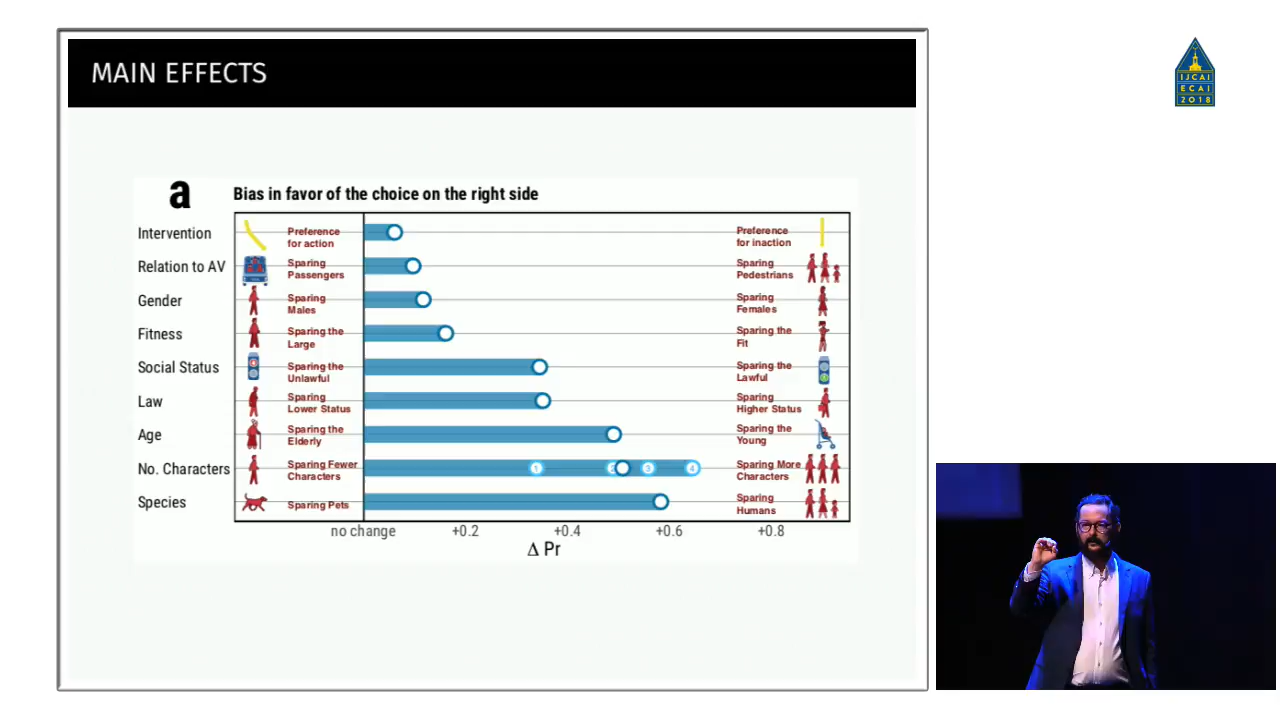 MAIN EFFECTS
IJCAI
ECAI
2018
a
Bias in favor of the choice on the right side
Intervention
Preference
for action
Preference
for inaction
Relation to AV
Sparing
Passengers
Sparing
Pedestrians
Gender
Sparing
Males
Sparing
Females
Fitness
Sparing the
Large
Sparing the
Fit
Social Status
Sparing the
Unlawful
Sparing the
Lawful
Law
Sparing
Lower Status
Sparing
Higher Status
Age
Sparing the
Elderly
Sparing the
Young
No. Characters
Sparing Fewer
Characters
1
2
3
4
Sparing More
Characters
Species
Sparing Pets
Sparing
Humans
no change
+0.2
+0.4
+0.6
+0.8
Δ Pr